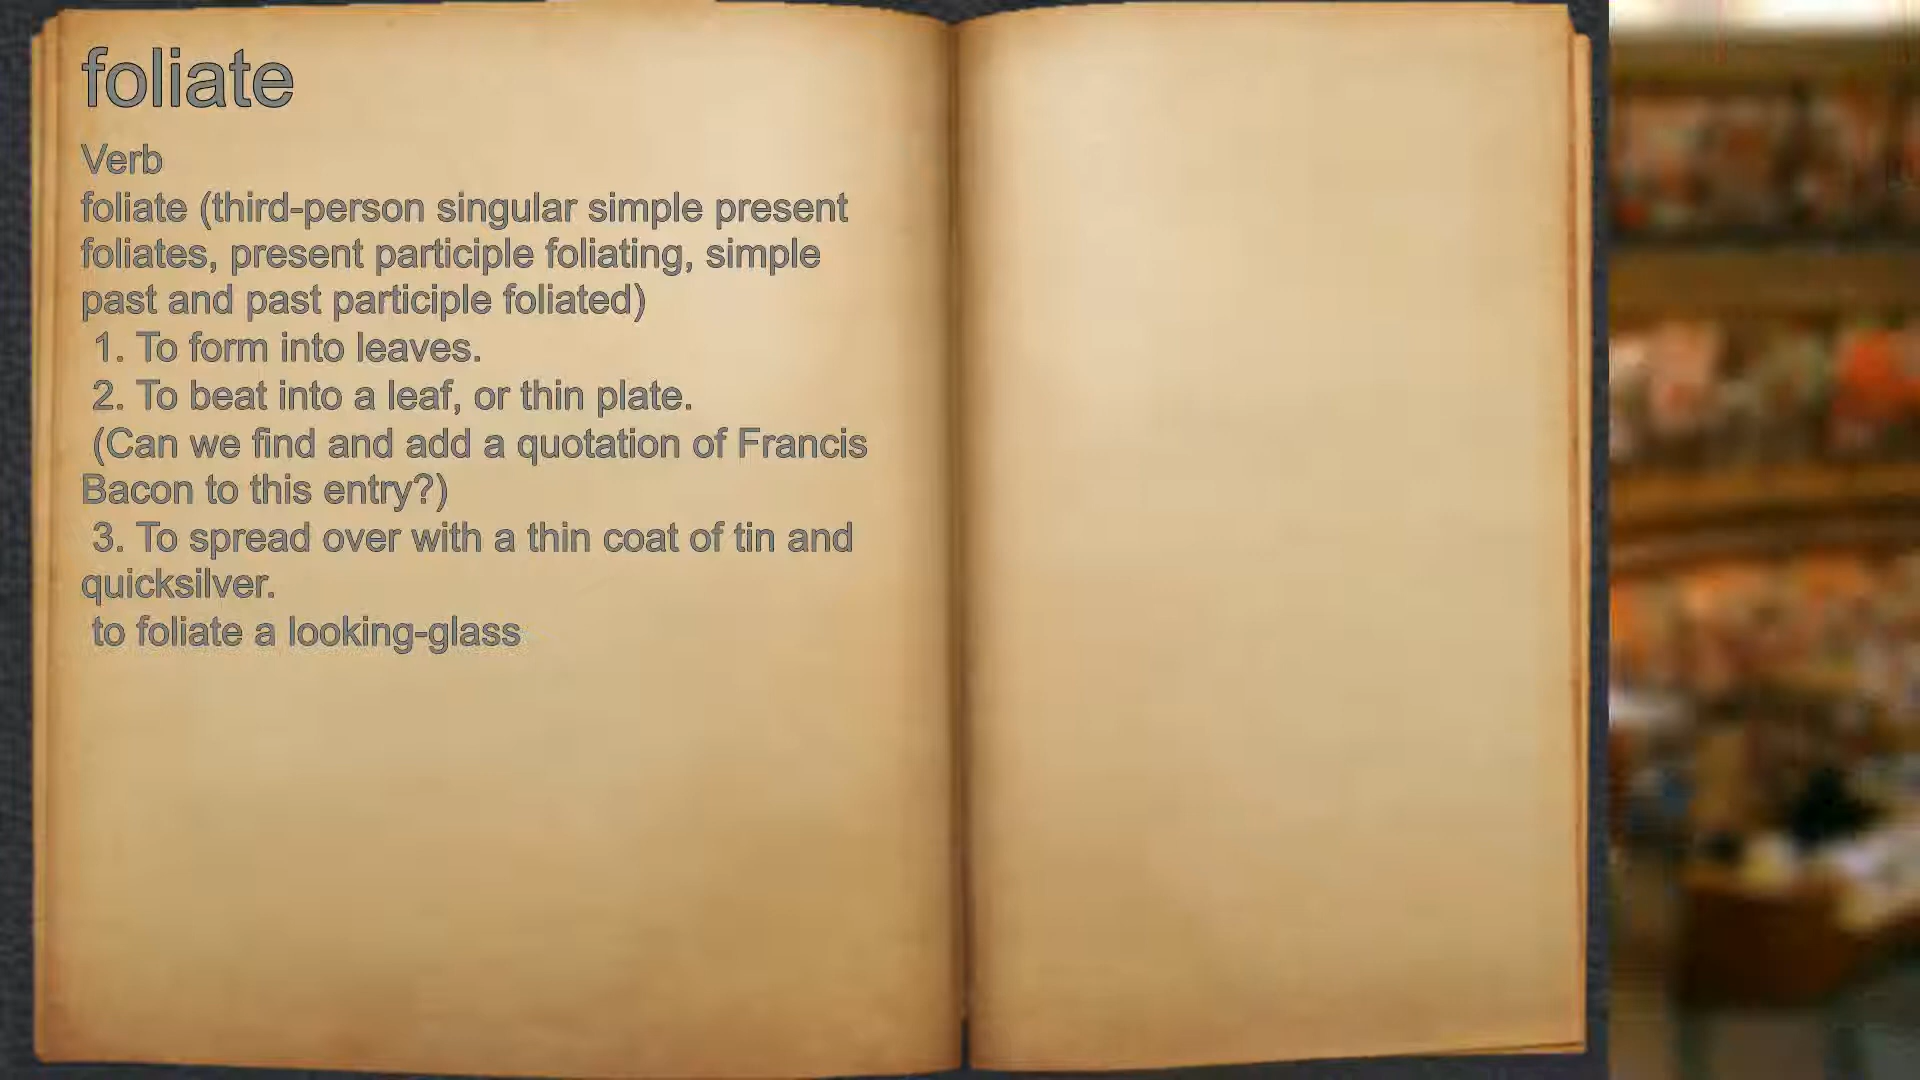 foliate
Verb
foliate (third-person singular simple present
foliates, present participle foliating, simple
past and past participle foliated)
1. To form into leaves.
2. To beat into a leaf, or thin plate.
(Can we find and add a quotation of Francis
Bacon to this entry?)
3. To spread over with a thin coat of tin and
quicksilver.
to foliate a looking-glass